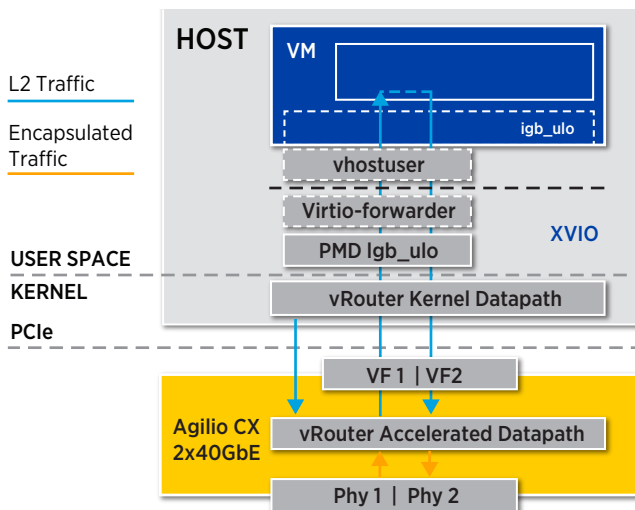 HOST
VM
L2 Traffic
igb_ulo
Encapsulated
Traffic
vhostuser
Virtio-forwarder
XVIO
PMD Igb_ulo
USER SPACE
KERNEL
vRouter Kernel Datapath
PCIe
VF 1 | VF2
Agilio CX
2x40GbE
vRouter Accelerated Datapath
Phy 1 | Phy 2